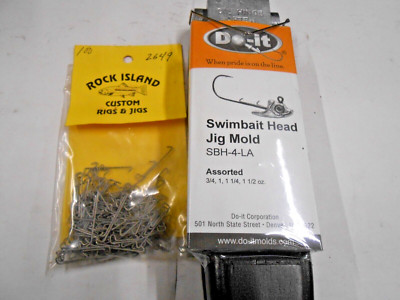 100
2649
ROCK ISLAND
CUSTOM
RIGS & JIGS
Do-it
When pride is on the line.
Swimbait Head
Jig Mold
SBH-4-LA
Assorted
3/4, 1, 1 1/4, 1 1/2 oz.
Do-it Corporation
501 North State Street •
www.do-itmolds.com